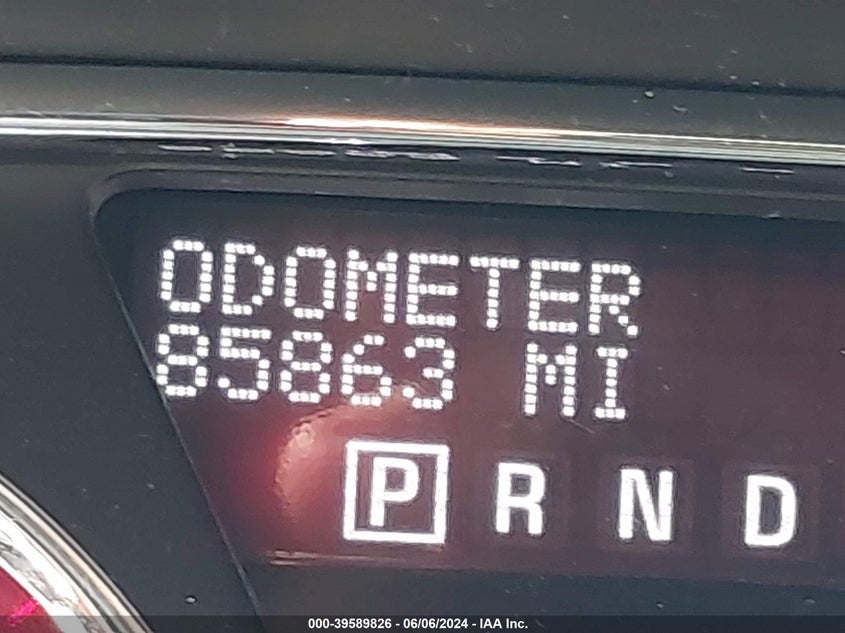 ODOMETER
85863 MI
P R N D
000-39589826 - 06/06/2024 - IAA Inc.